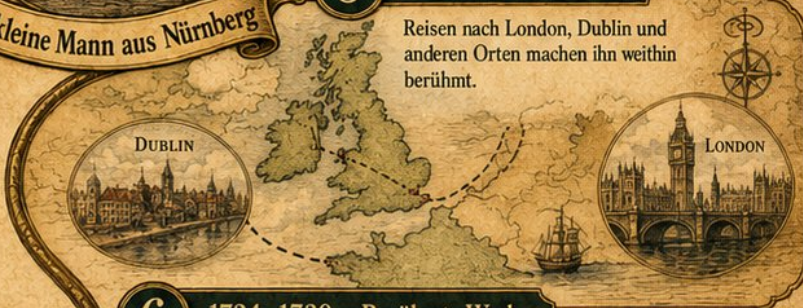 kleine Mann aus Nürnberg
Reisen nach London, Dublin und
anderen Orten machen ihn weithin
berühmt.
DUBLIN
LONDON